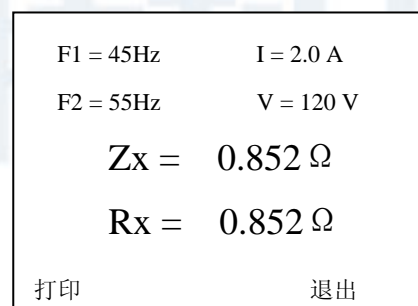 F1 = 45Hz I = 2.0 A
F2 = 55Hz V = 120 V
Zx = 0.852 Ω
Rx = 0.852 Ω
打印 退出